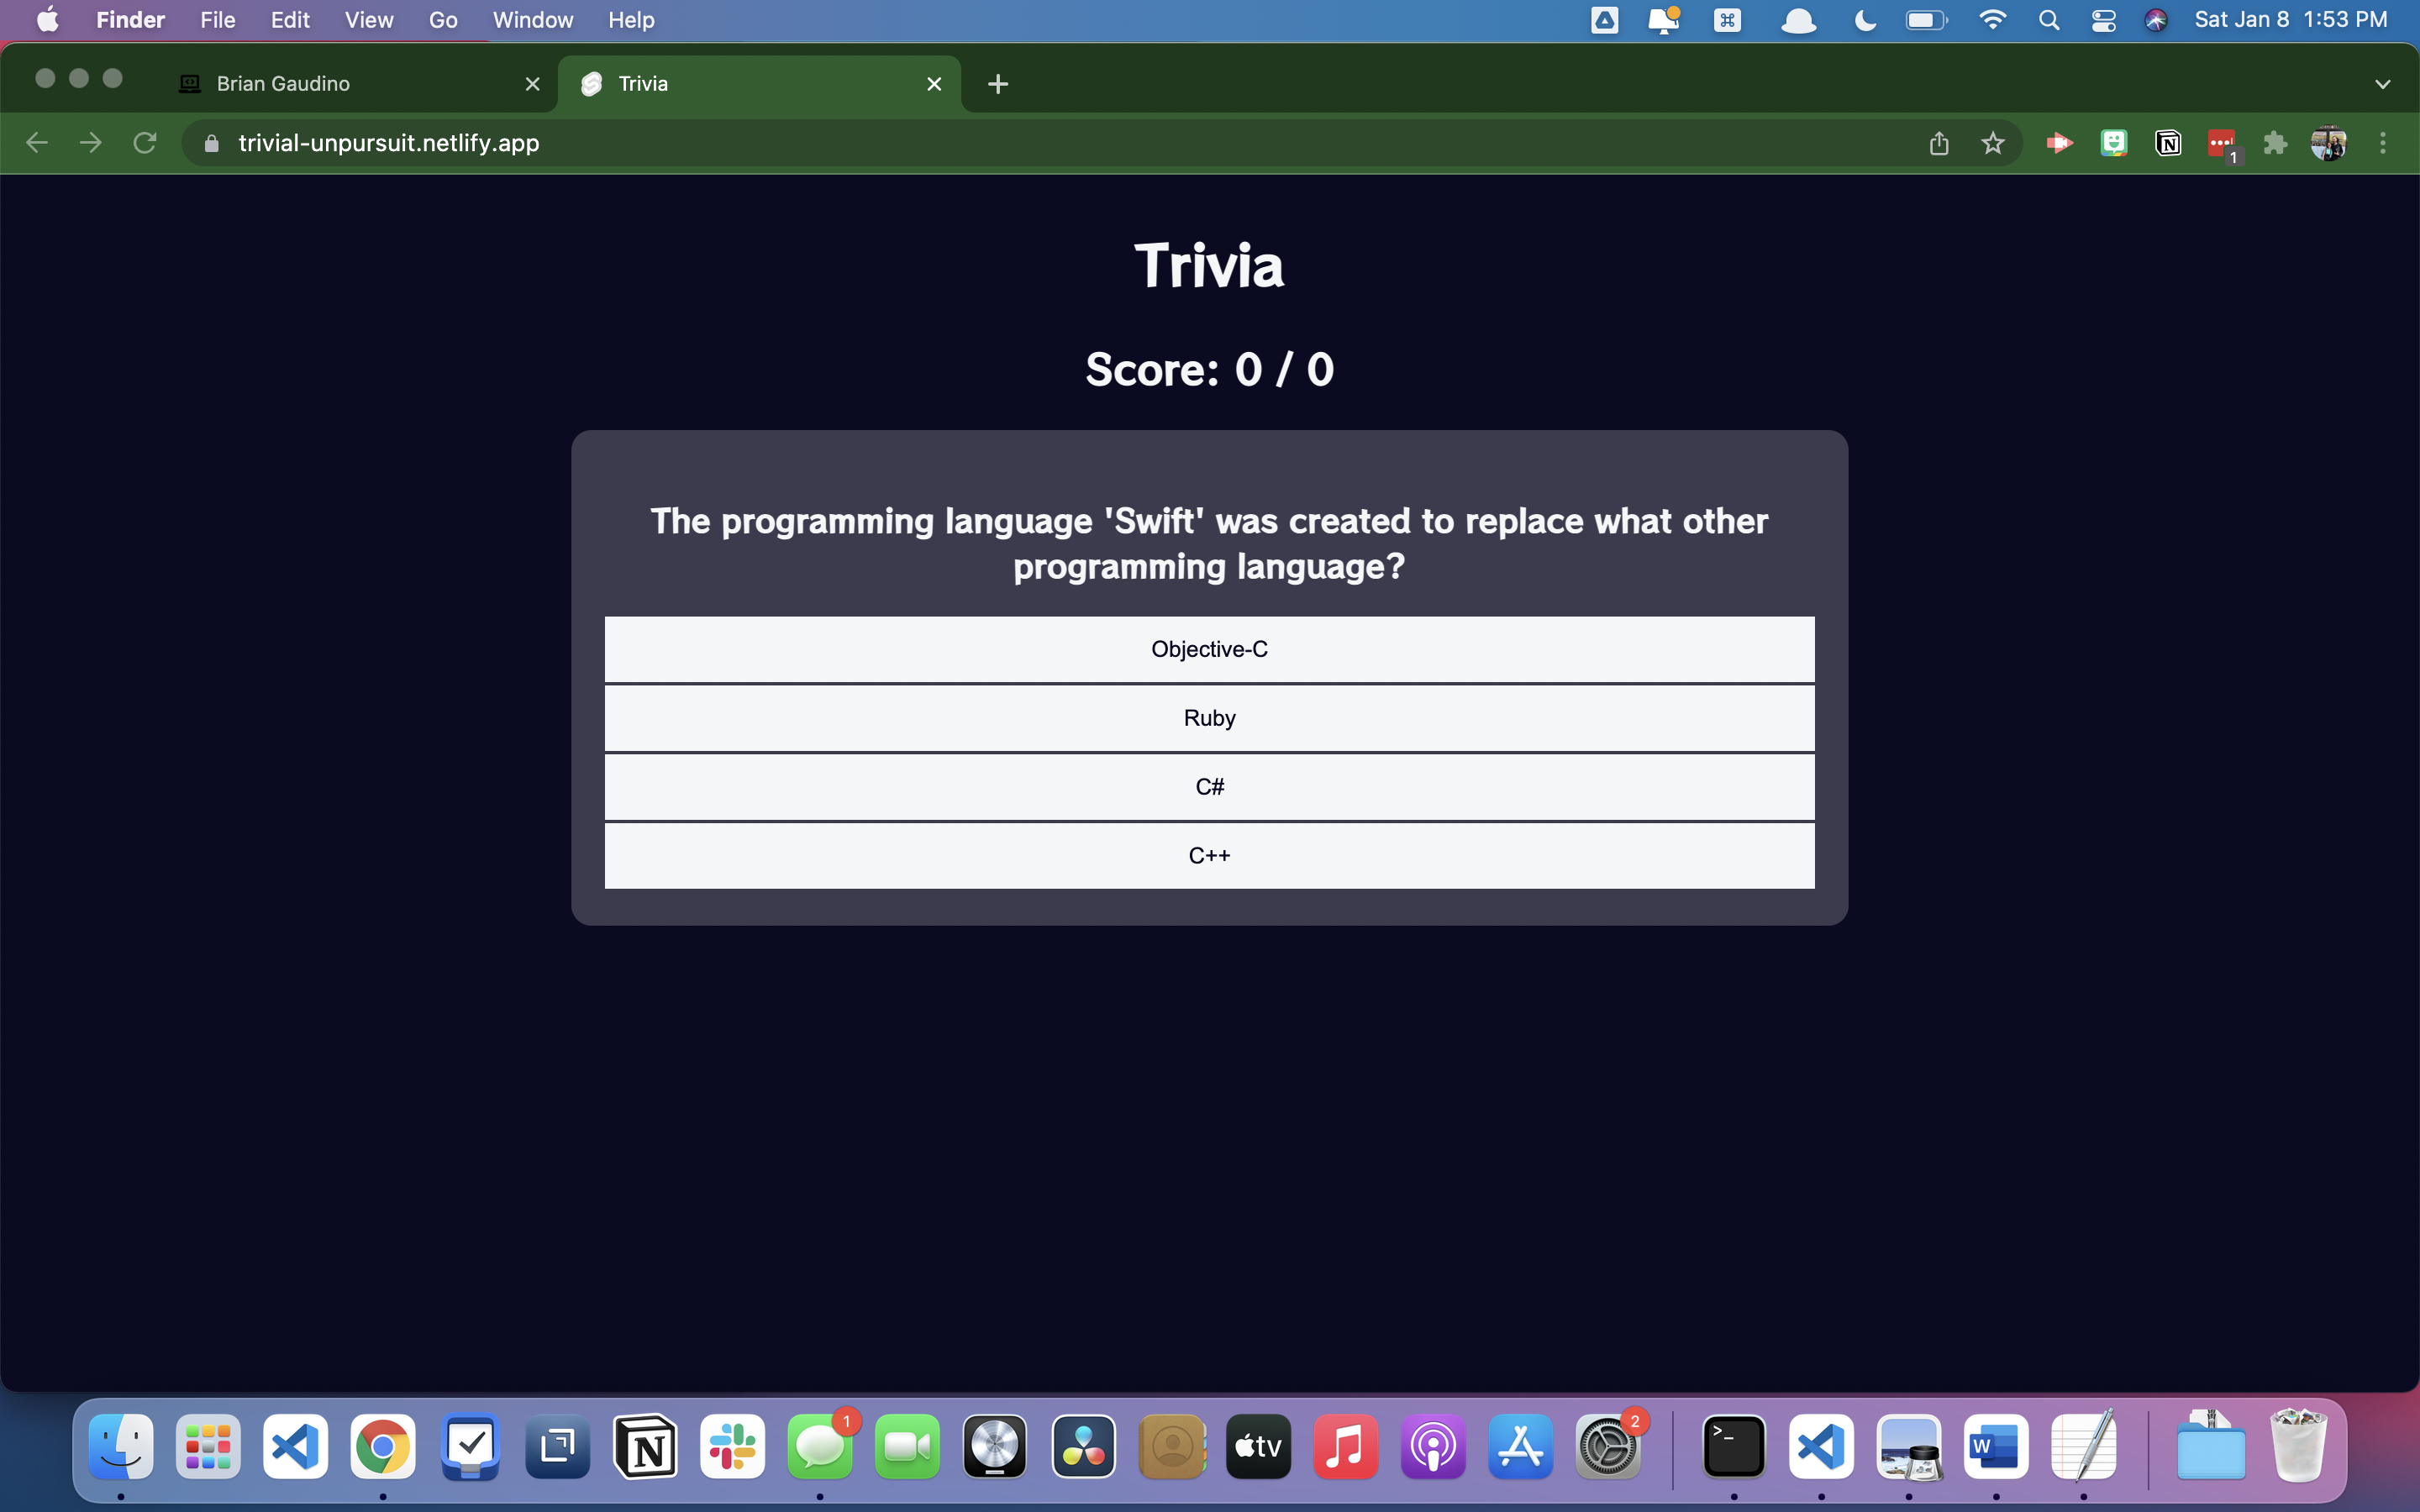 Finder File Edit View Go Window Help Sat Jan 8 1:53 PM
Brian Gaudino
Trivia
trivial-unpursuit.netlify.app
1
Trivia
Score: 0 / 0
The programming language 'Swift' was created to replace what other
programming language?
Objective-C
Ruby
C#
C++
1
tv
2
>_
W